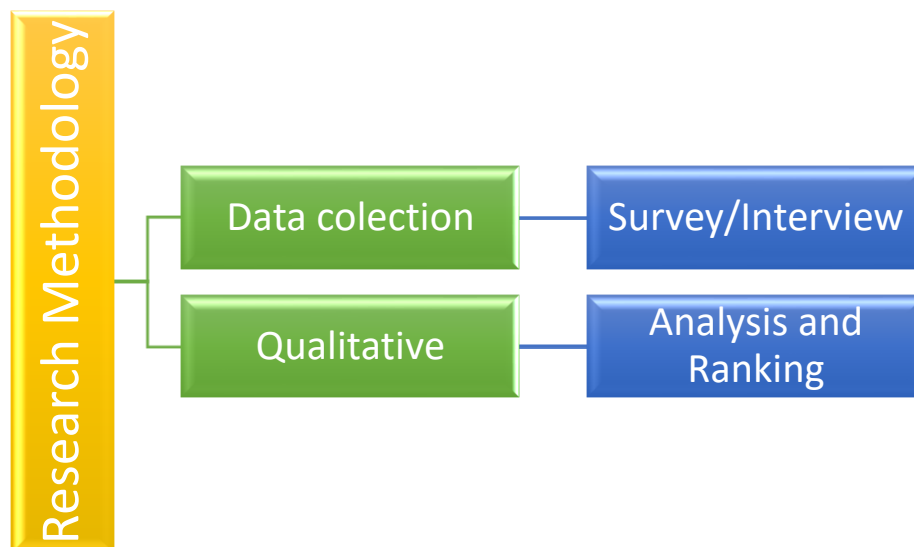 Research Methodology
Data colection
Survey/Interview
Qualitative
Analysis and
Ranking